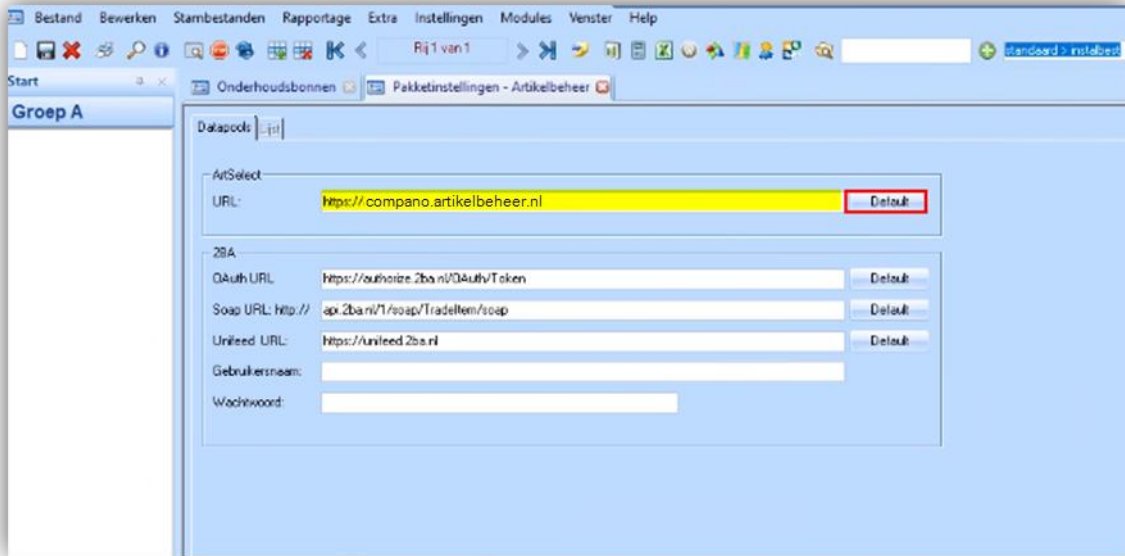 Bestand Bewerken Stambestanden Rapportage Extra Instellingen Modules Venster Help
Rij 1 van 1
standaard > instalbest
Start
Onderhoudsbonnen Pakketinstellingen - Artikelbeheer
Groep A
Datapools Lijst
ArtSelect
URL: https://compano.artikelbeheer.nl Default
2BA
OAuth URL https://authorize.2ba.nl/OAuth/Token Default
Soap URL: http:// api.2ba.nl/1/soap/TradeItem/soap Default
Unifeed URL: https://unifeed.2ba.nl Default
Gebruikersnaam:
Wachtwoord: